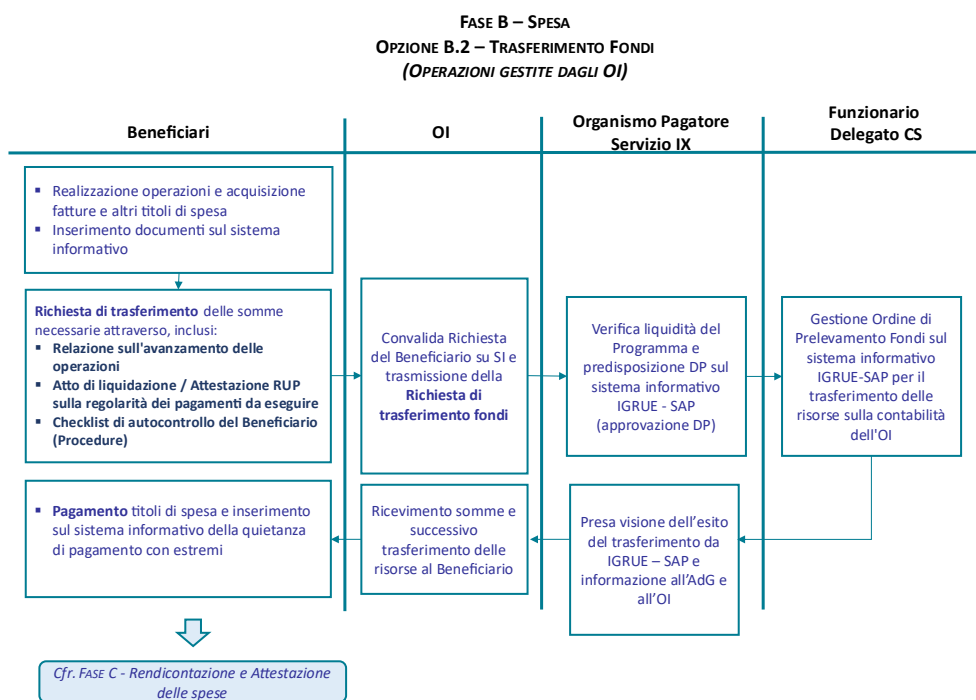 FASE B – SPESA
OPZIONE B.2 – TRASFERIMENTO FONDI
(OPERAZIONI GESTITE DAGLI OI)
Beneficiari
OI
Organismo Pagatore
Servizio IX
Funzionario
Delegato CS
▪ Realizzazione operazioni e acquisizione
fatture e altri titoli di spesa
▪ Inserimento documenti sul sistema
informativo
Richiesta di trasferimento delle somme
necessarie attraverso, inclusi:
▪ Relazione sull'avanzamento delle
operazioni
▪ Atto di liquidazione / Attestazione RUP
sulla regolarità dei pagamenti da eseguire
▪ Checklist di autocontrollo del Beneficiario
(Procedure)
Convalida Richiesta
del Beneficiario su SI e
trasmissione della
Richiesta di
trasferimento fondi
Verifica liquidità del
Programma e
predisposizione DP sul
sistema informativo
IGRUE - SAP
(approvazione DP)
Gestione Ordine di
Prelevamento Fondi sul
sistema informativo
IGRUE-SAP per il
trasferimento delle
risorse sulla contabilità
dell'OI
▪ Pagamento titoli di spesa e inserimento
sul sistema informativo della quietanza
di pagamento con estremi
Ricevimento somme e
successivo
trasferimento delle
risorse al Beneficiario
Presa visione dell’esito
del trasferimento da
IGRUE – SAP e
informazione all’AdG e
all’OI
Cfr. FASE C - Rendicontazione e Attestazione
delle spese